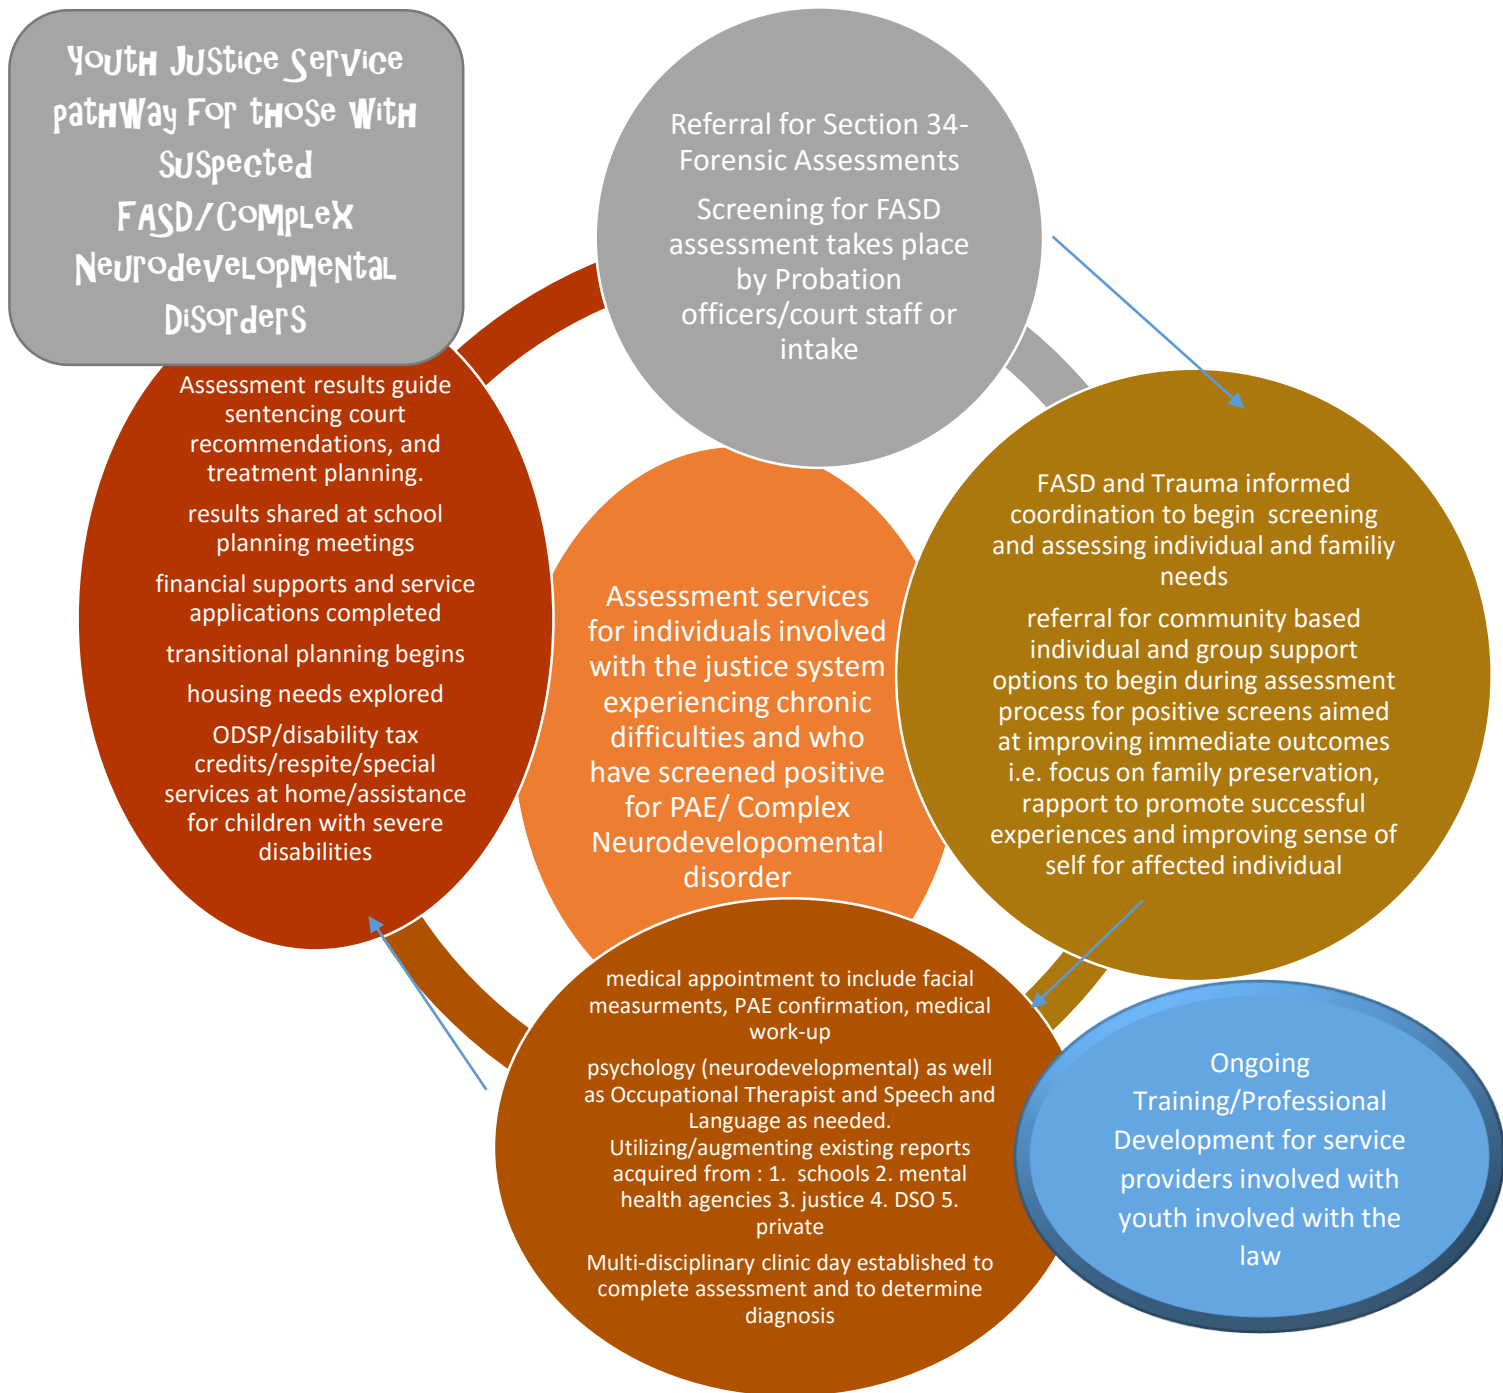 Youth Justice Service
pathway For those With
Suspected
FASD/Complex
Neurodevelopmental
Disorders
Referral for Section 34-
Forensic Assessments
Screening for FASD
assessment takes place
by Probation
officers/court staff or
intake
FASD and Trauma informed
coordination to begin  screening
and assessing individual and familiy
needs
referral for community based
individual and group support
options to begin during assessment
process for positive screens aimed
at improving immediate outcomes
i.e. focus on family preservation,
rapport to promote successful
experiences and improving sense of
self for affected individual
medical appointment to include facial
measurments, PAE confirmation, medical
work-up
psychology (neurodevelopmental) as well
as Occupational Therapist and Speech and
Language as needed.
Utilizing/augmenting existing reports
acquired from : 1.  schools 2. mental
health agencies 3. justice 4. DSO 5.
private
Multi-disciplinary clinic day established to
complete assessment and to determine
diagnosis
Assessment results guide
sentencing court
recommendations, and
treatment planning.
results shared at school
planning meetings
financial supports and service
applications completed
transitional planning begins
housing needs explored
ODSP/disability tax
credits/respite/special
services at home/assistance
for children with severe
disabilities
Assessment services
for individuals involved
with the justice system
experiencing chronic
difficulties and who
have screened positive
for PAE/ Complex
Neurodevelopomental
disorder
Ongoing
Training/Professional
Development for service
providers involved with
youth involved with the
law